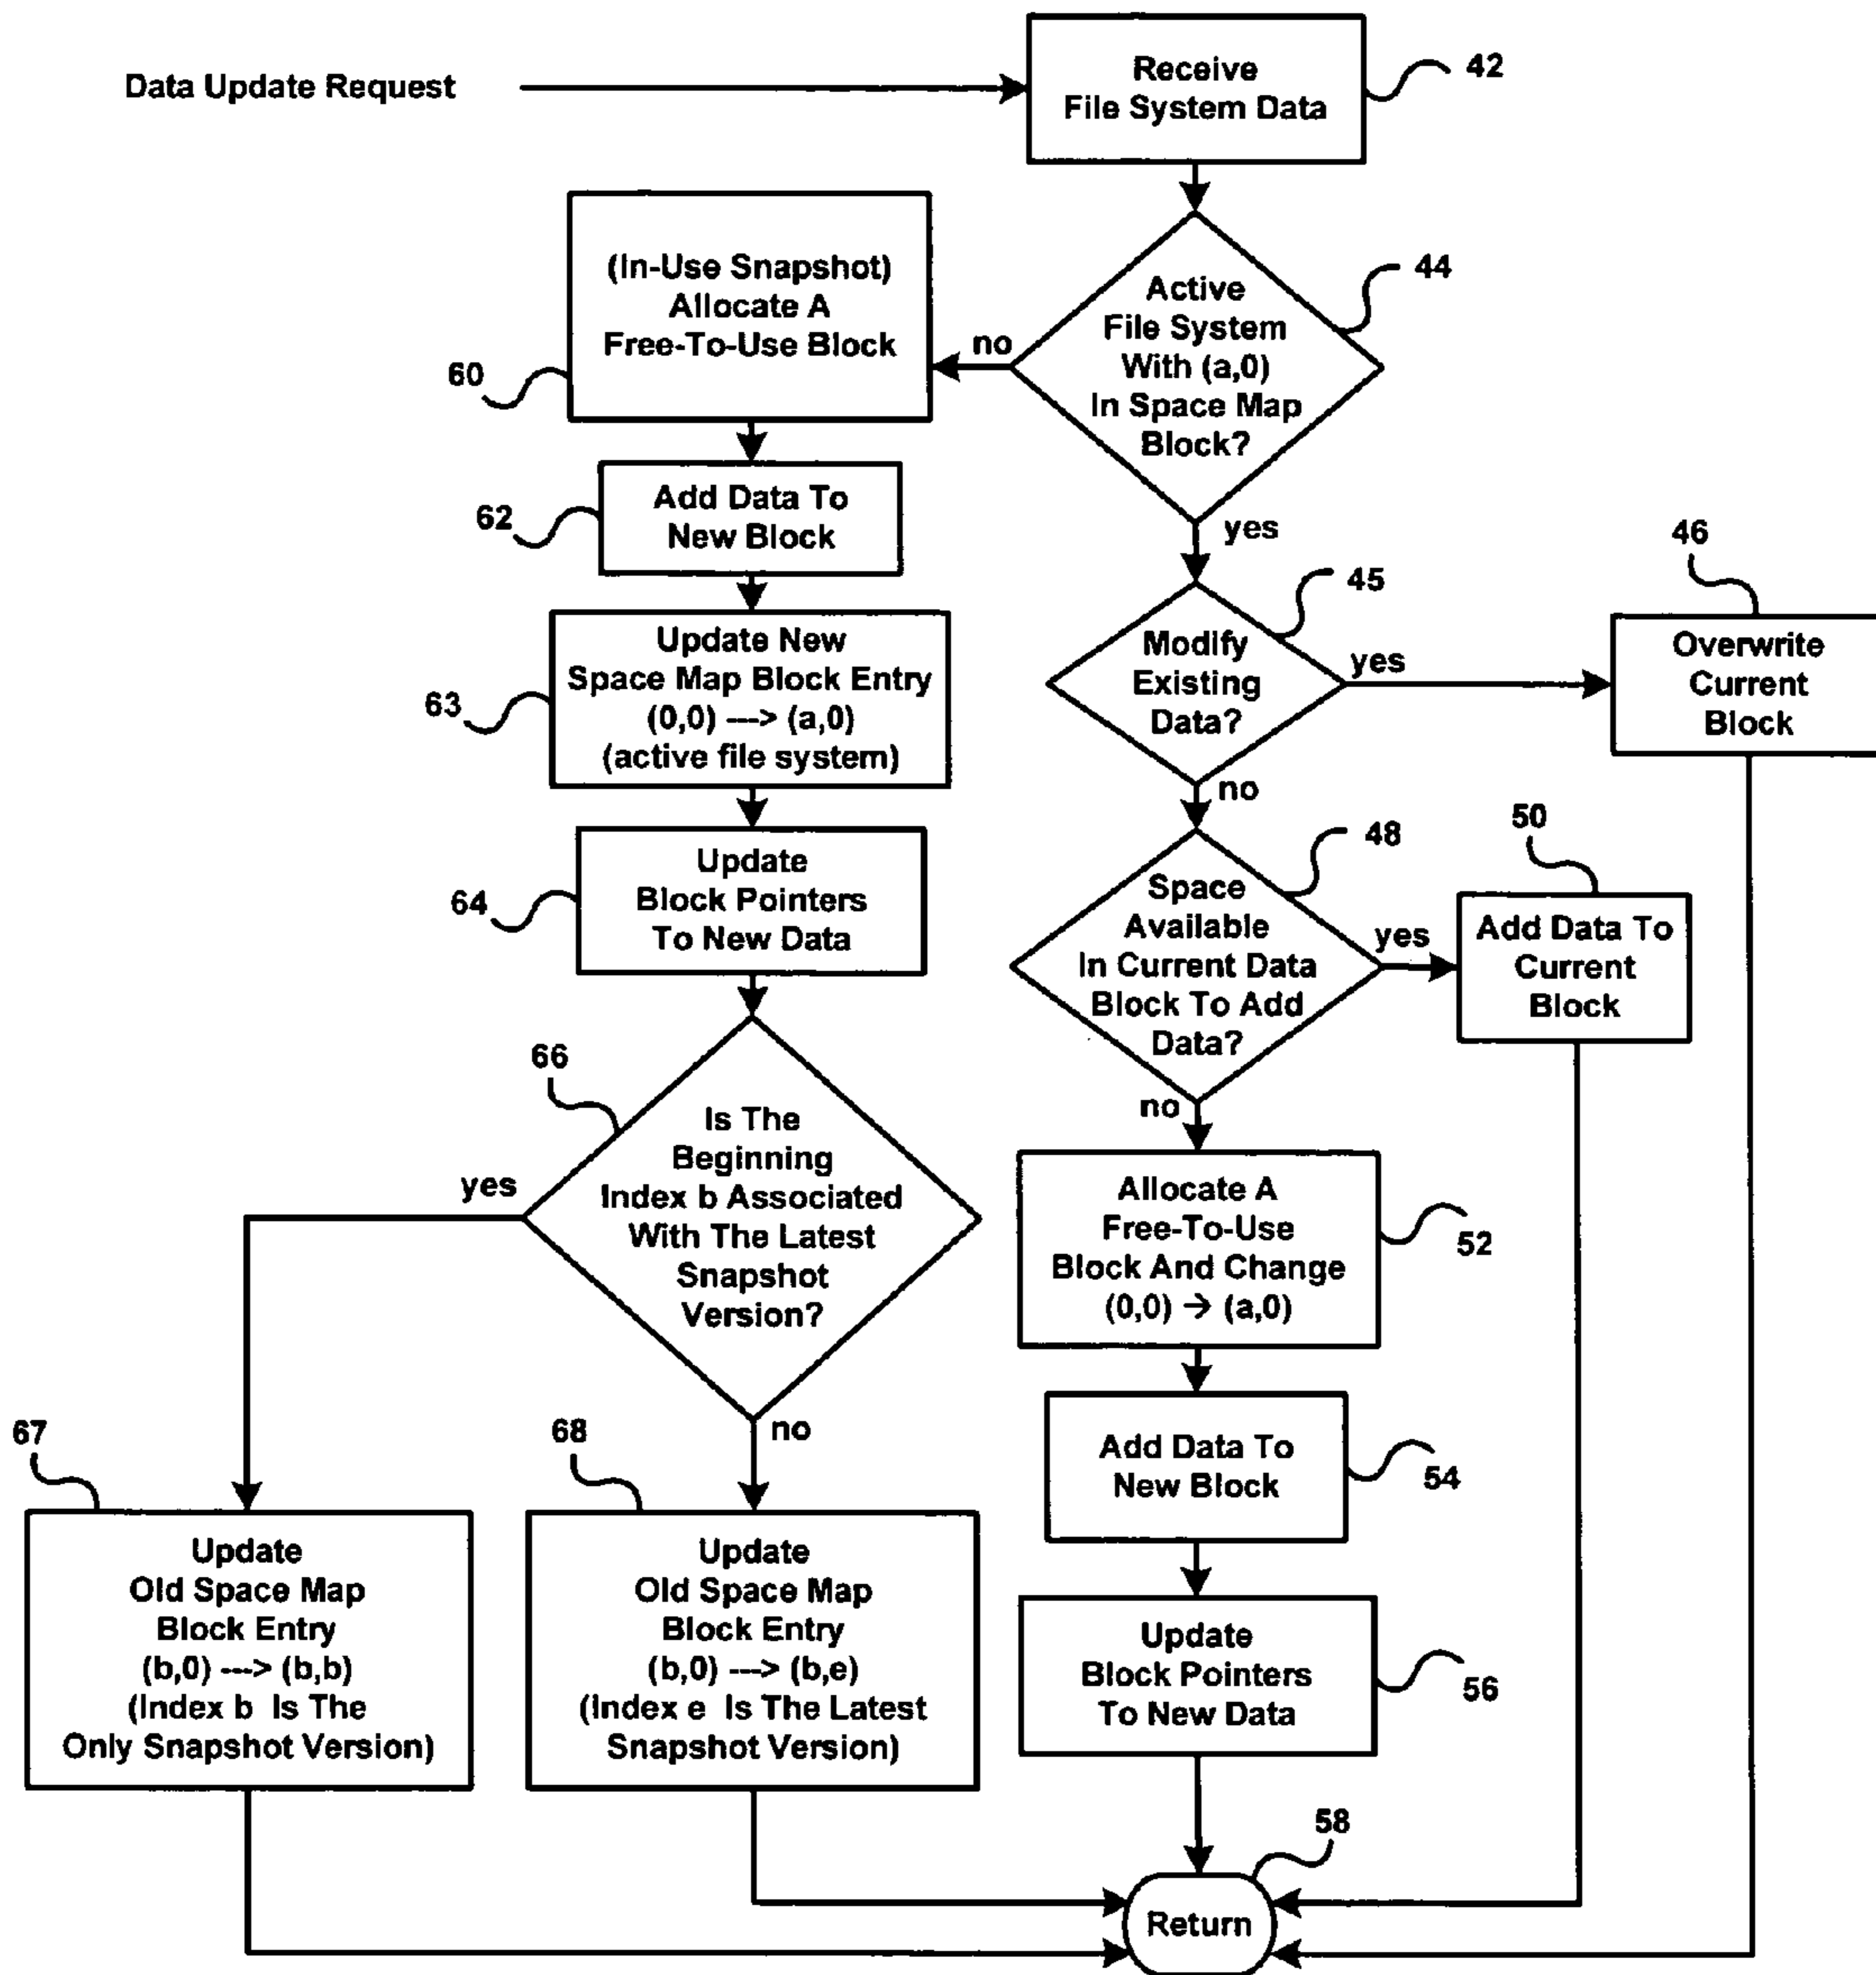 Data Update Request
Receive
File System Data
42
Active
File System
With (a,0)
In Space Map
Block?
44
no
yes
(In-Use Snapshot)
Allocate A
Free-To-Use Block
60
Add Data To
New Block
62
Update New
Space Map Block Entry
(0,0) ---> (a,0)
(active file system)
63
Update
Block Pointers
To New Data
64
Is The
Beginning
Index b Associated
With The Latest
Snapshot
Version?
66
yes
no
Update
Old Space Map
Block Entry
(b,0) ---> (b,b)
(Index b Is The
Only Snapshot Version)
67
Update
Old Space Map
Block Entry
(b,0) ---> (b,e)
(Index e Is The Latest
Snapshot Version)
68
Modify
Existing
Data?
45
yes
no
Overwrite
Current
Block
46
Space
Available
In Current Data
Block To Add
Data?
48
yes
no
Add Data To
Current
Block
50
Allocate A
Free-To-Use
Block And Change
(0,0) → (a,0)
52
Add Data To
New Block
54
Update
Block Pointers
To New Data
56
Return
58